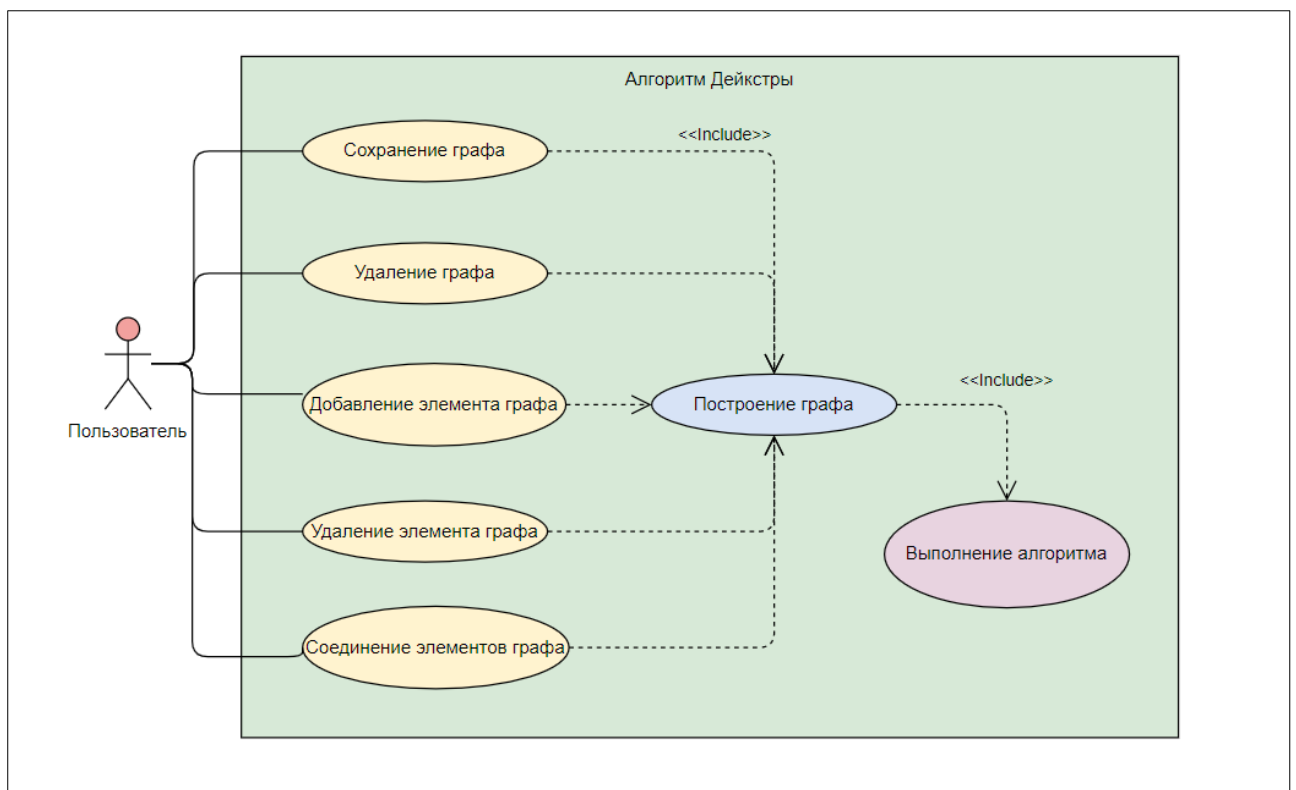 Алгоритм Дейкстры
<<Include>>
Сохранение графа
Удаление графа
<<Include>>
Добавление элемента графа
Построение графа
Пользователь
Удаление элемента графа
Выполнение алгоритма
Соединение элементов графа